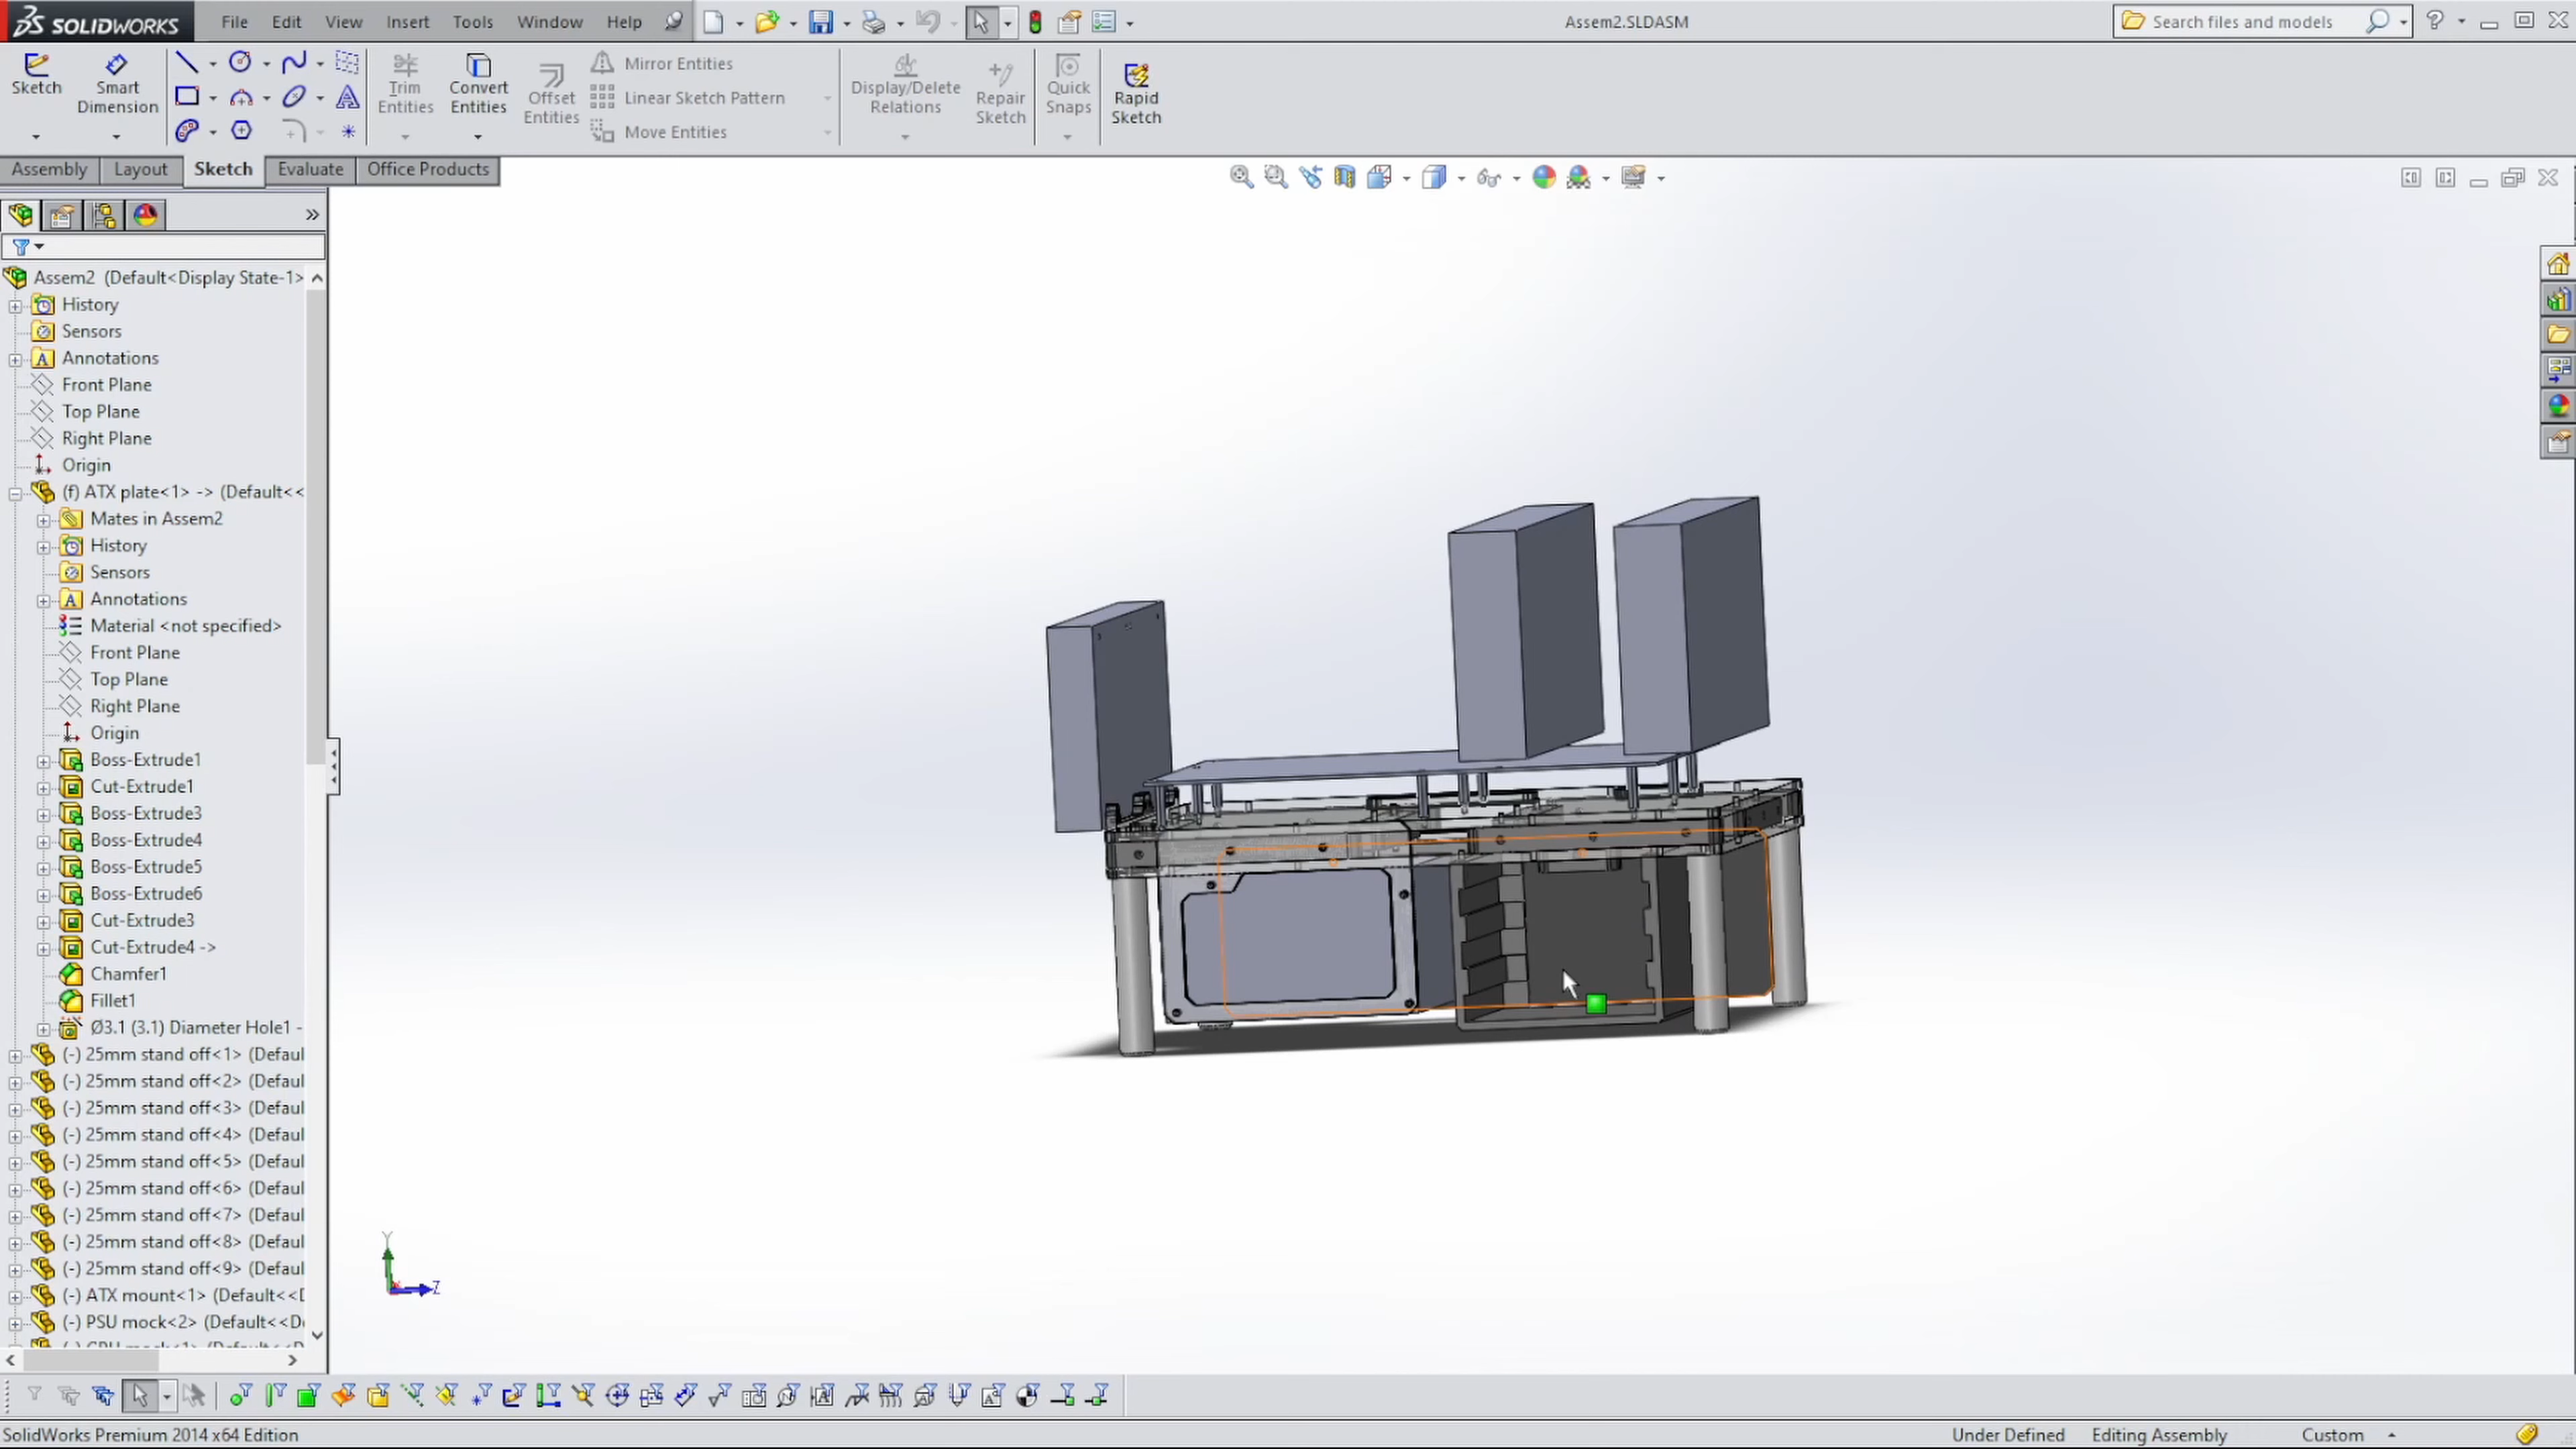 SOLIDWORKS File Edit View Insert Tools Window Help Assem2.SLDASM Search files and models
Sketch Smart Dimension Trim Entities Convert Entities Offset Entities Mirror Entities Linear Sketch Pattern Move Entities Display/Delete Relations Repair Sketch Quick Snaps Rapid Sketch
Assembly Layout Sketch Evaluate Office Products
Assem2 (Default<Display State-1>
History
Sensors
Annotations
Front Plane
Top Plane
Right Plane
Origin
(f) ATX plate<1> -> (Default<<
Mates in Assem2
History
Sensors
Annotations
Material <not specified>
Front Plane
Top Plane
Right Plane
Origin
Boss-Extrude1
Cut-Extrude1
Boss-Extrude3
Boss-Extrude4
Boss-Extrude5
Boss-Extrude6
Cut-Extrude3
Cut-Extrude4 ->
Chamfer1
Fillet1
Ø3.1 (3.1) Diameter Hole1 -
(-) 25mm stand off<1> (Defaul
(-) 25mm stand off<2> (Defaul
(-) 25mm stand off<3> (Defaul
(-) 25mm stand off<4> (Defaul
(-) 25mm stand off<5> (Defaul
(-) 25mm stand off<6> (Defaul
(-) 25mm stand off<7> (Defaul
(-) 25mm stand off<8> (Defaul
(-) 25mm stand off<9> (Defaul
(-) ATX mount<1> (Default<<D
(-) PSU mock<2> (Default<<De
Y
Z
SolidWorks Premium 2014 x64 Edition Under Defined Editing Assembly Custom